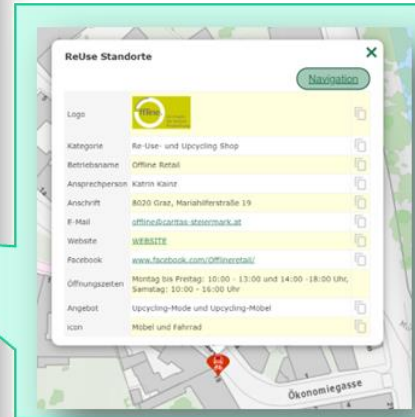 ReUse Standorte
Navigation
Logo
Offline
Kategorie Re-Use- und Upcycling Shop
Betriebsname Offline Retail
Ansprechperson Katrin Kainz
Anschrift 8020 Graz, Mariahilferstraße 19
E-Mail offline@caritas-steiermark.at
Website WEBSITE
Facebook www.facebook.com/Offlineretail/
Öffnungszeiten Montag bis Freitag: 10:00 - 13:00 und 14:00 -18:00 Uhr,
Samstag: 10:00 - 16:00 Uhr
Angebot Upcycling-Mode und Upcycling-Möbel
icon Möbel und Fahrrad
Ökonomiegasse